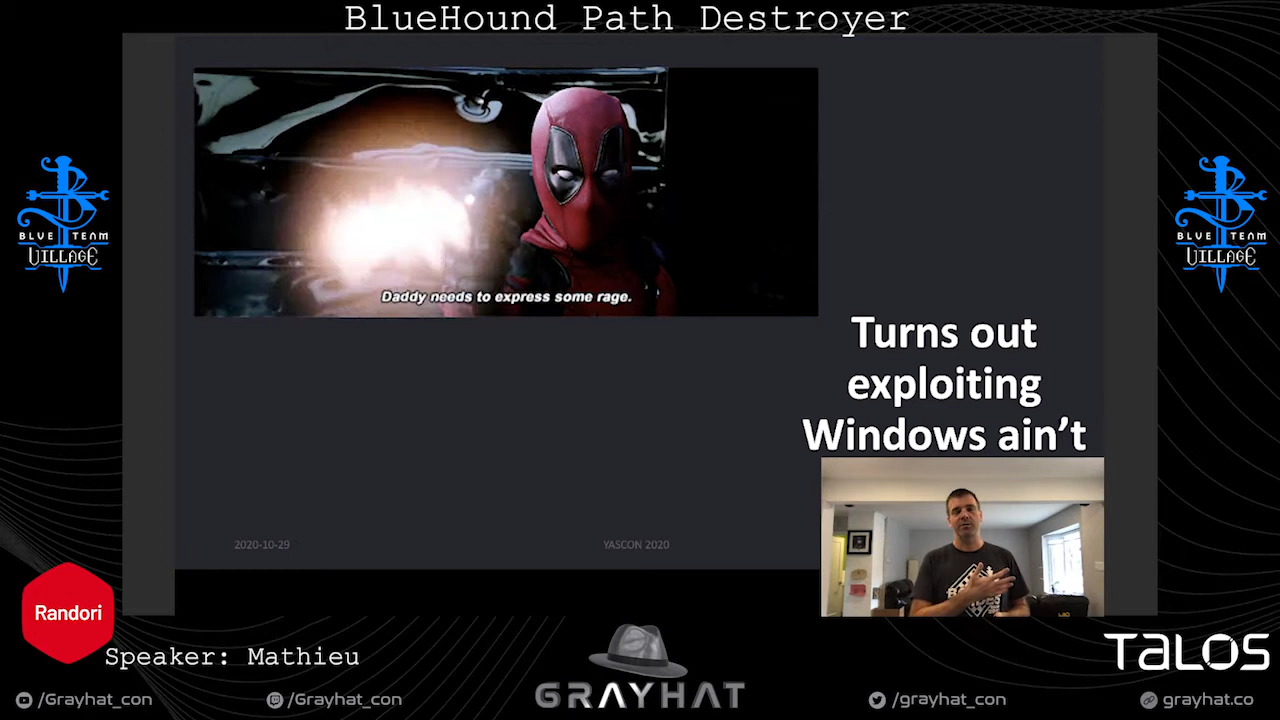 BlueHound Path Destroyer
Daddy needs to express some rage.
Turns out
exploiting
Windows ain't
BLUE TEAM
VILLAGE
BLUE TEAM
VILLAGE
2020-10-29
YASCON 2020
Randori
Speaker: Mathieu
GRAYHAT
TALOS
/Grayhat_con
/Grayhat_con
/grayhat_con
grayhat.co